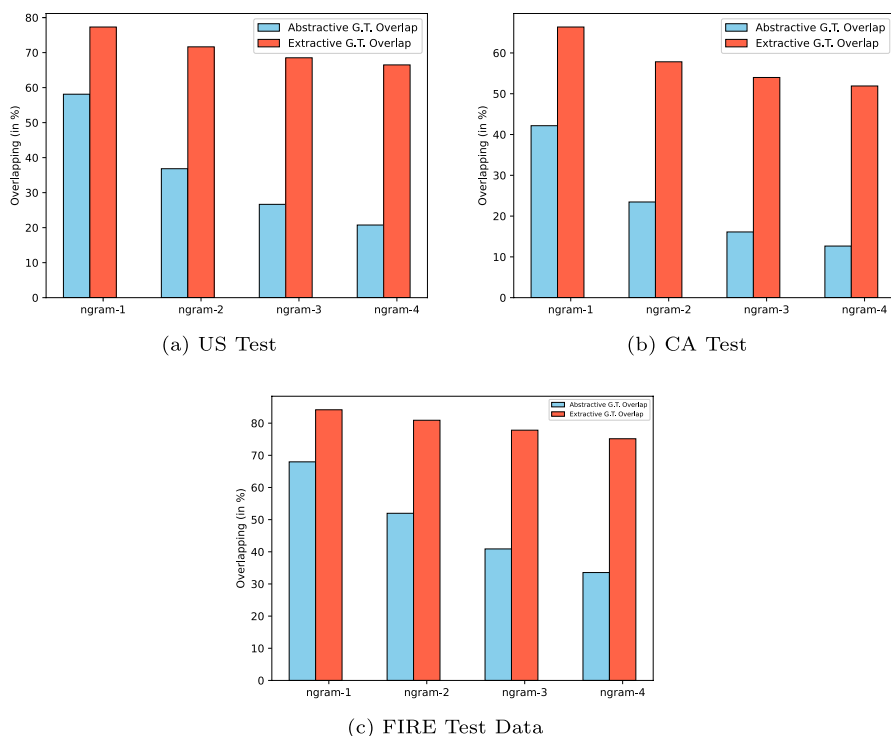 80
70
60
50
40
30
20
10
0
Overlapping (in %)
Abstractive G.T. Overlap
Extractive G.T. Overlap
ngram-1 ngram-2 ngram-3 ngram-4
(a) US Test
60
50
40
30
20
10
0
Overlapping (in %)
Abstractive G.T. Overlap
Extractive G.T. Overlap
ngram-1 ngram-2 ngram-3 ngram-4
(b) CA Test
80
70
60
50
40
30
20
10
0
Overlapping (in %)
Abstractive G.T. Overlap
Extractive G.T. Overlap
ngram-1 ngram-2 ngram-3 ngram-4
(c) FIRE Test Data